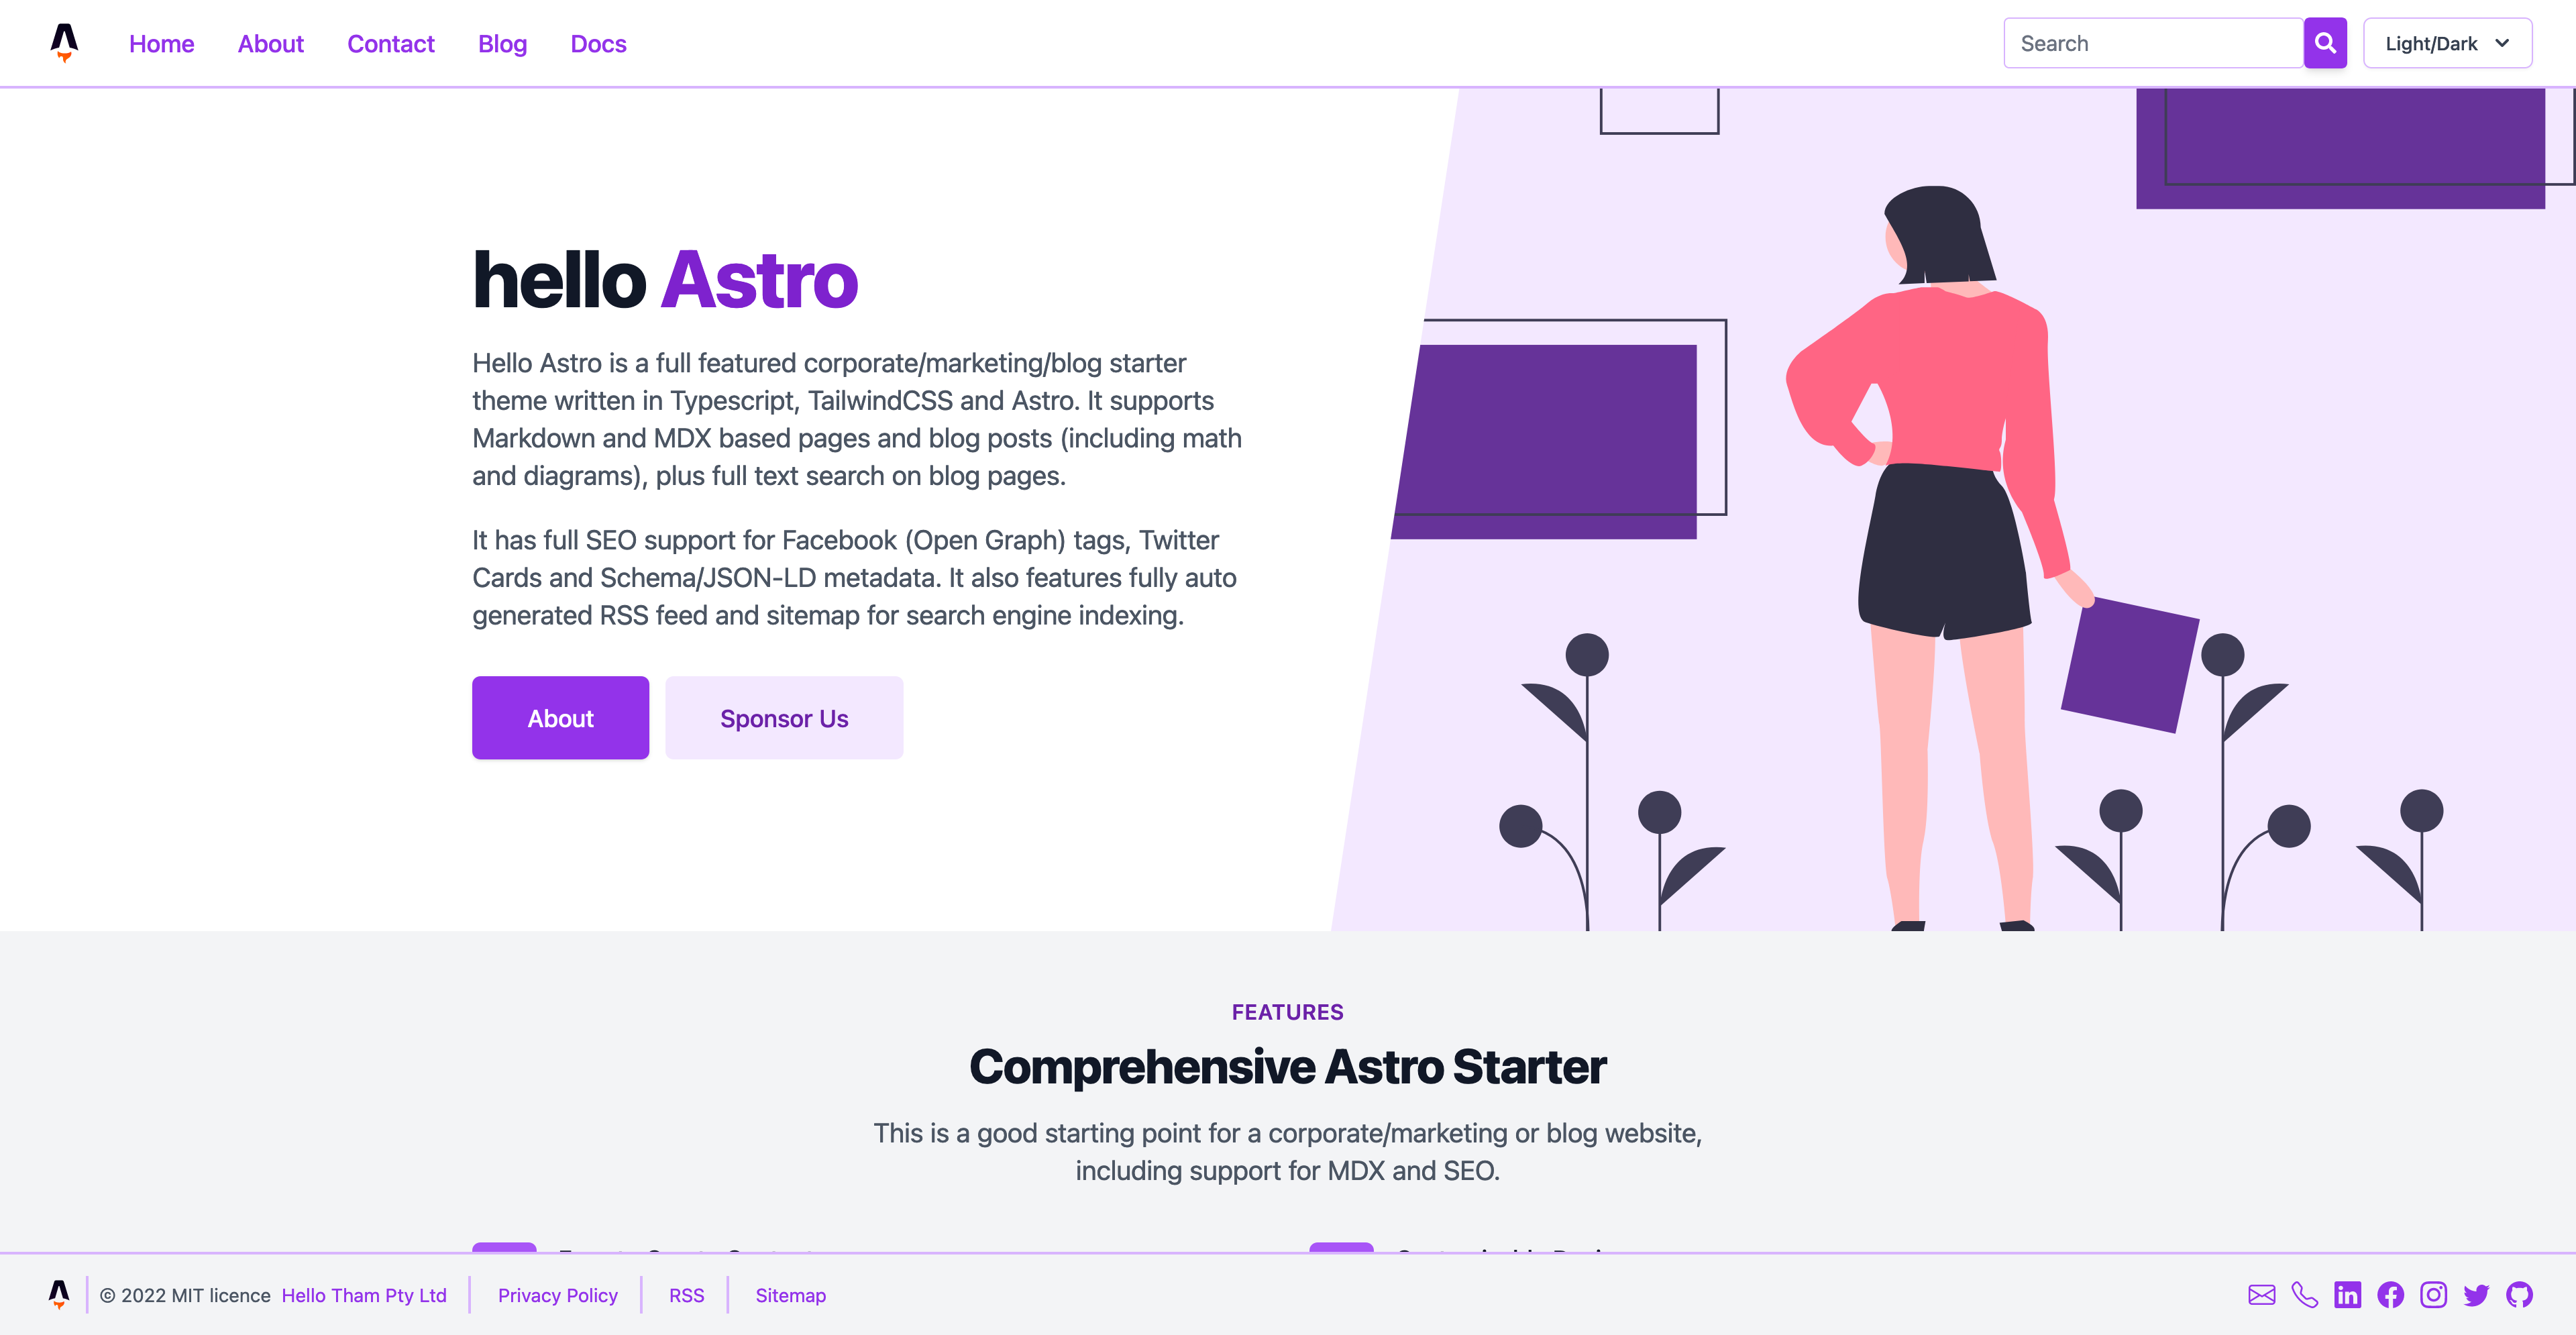 Home About Contact Blog Docs Search Light/Dark
hello Astro
Hello Astro is a full featured corporate/marketing/blog starter
theme written in Typescript, TailwindCSS and Astro. It supports
Markdown and MDX based pages and blog posts (including math
and diagrams), plus full text search on blog pages.
It has full SEO support for Facebook (Open Graph) tags, Twitter
Cards and Schema/JSON-LD metadata. It also features fully auto
generated RSS feed and sitemap for search engine indexing.
About Sponsor Us
FEATURES
Comprehensive Astro Starter
This is a good starting point for a corporate/marketing or blog website,
including support for MDX and SEO.
© 2022 MIT licence Hello Tham Pty Ltd Privacy Policy RSS Sitemap